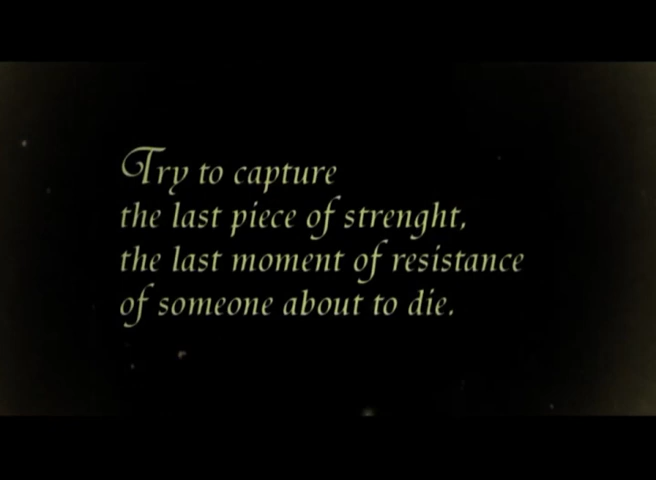 Try to capture
the last piece of strenght,
the last moment of resistance
of someone about to die.